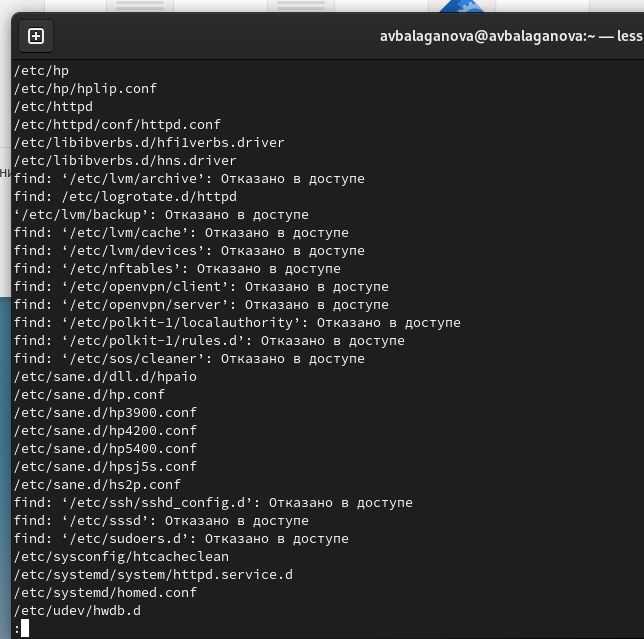 avbalaganova@avbalaganova:~ — less
/etc/hp
/etc/hp/hplip.conf
/etc/httpd
/etc/httpd/conf/httpd.conf
/etc/libibverbs.d/hfi1verbs.driver
/etc/libibverbs.d/hns.driver
find: ‘/etc/lvm/archive’: Отказано в доступе
find: /etc/logrotate.d/httpd
‘/etc/lvm/backup’: Отказано в доступе
find: ‘/etc/lvm/cache’: Отказано в доступе
find: ‘/etc/lvm/devices’: Отказано в доступе
find: ‘/etc/nftables’: Отказано в доступе
find: ‘/etc/openvpn/client’: Отказано в доступе
find: ‘/etc/openvpn/server’: Отказано в доступе
find: ‘/etc/polkit-1/localauthority’: Отказано в доступе
find: ‘/etc/polkit-1/rules.d’: Отказано в доступе
find: ‘/etc/sos/cleaner’: Отказано в доступе
/etc/sane.d/dll.d/hpaio
/etc/sane.d/hp.conf
/etc/sane.d/hp3900.conf
/etc/sane.d/hp4200.conf
/etc/sane.d/hp5400.conf
/etc/sane.d/hpsj5s.conf
/etc/sane.d/hs2p.conf
find: ‘/etc/ssh/sshd_config.d’: Отказано в доступе
find: ‘/etc/sssd’: Отказано в доступе
find: ‘/etc/sudoers.d’: Отказано в доступе
/etc/sysconfig/htcacheclean
/etc/systemd/system/httpd.service.d
/etc/systemd/homed.conf
/etc/udev/hwdb.d
: